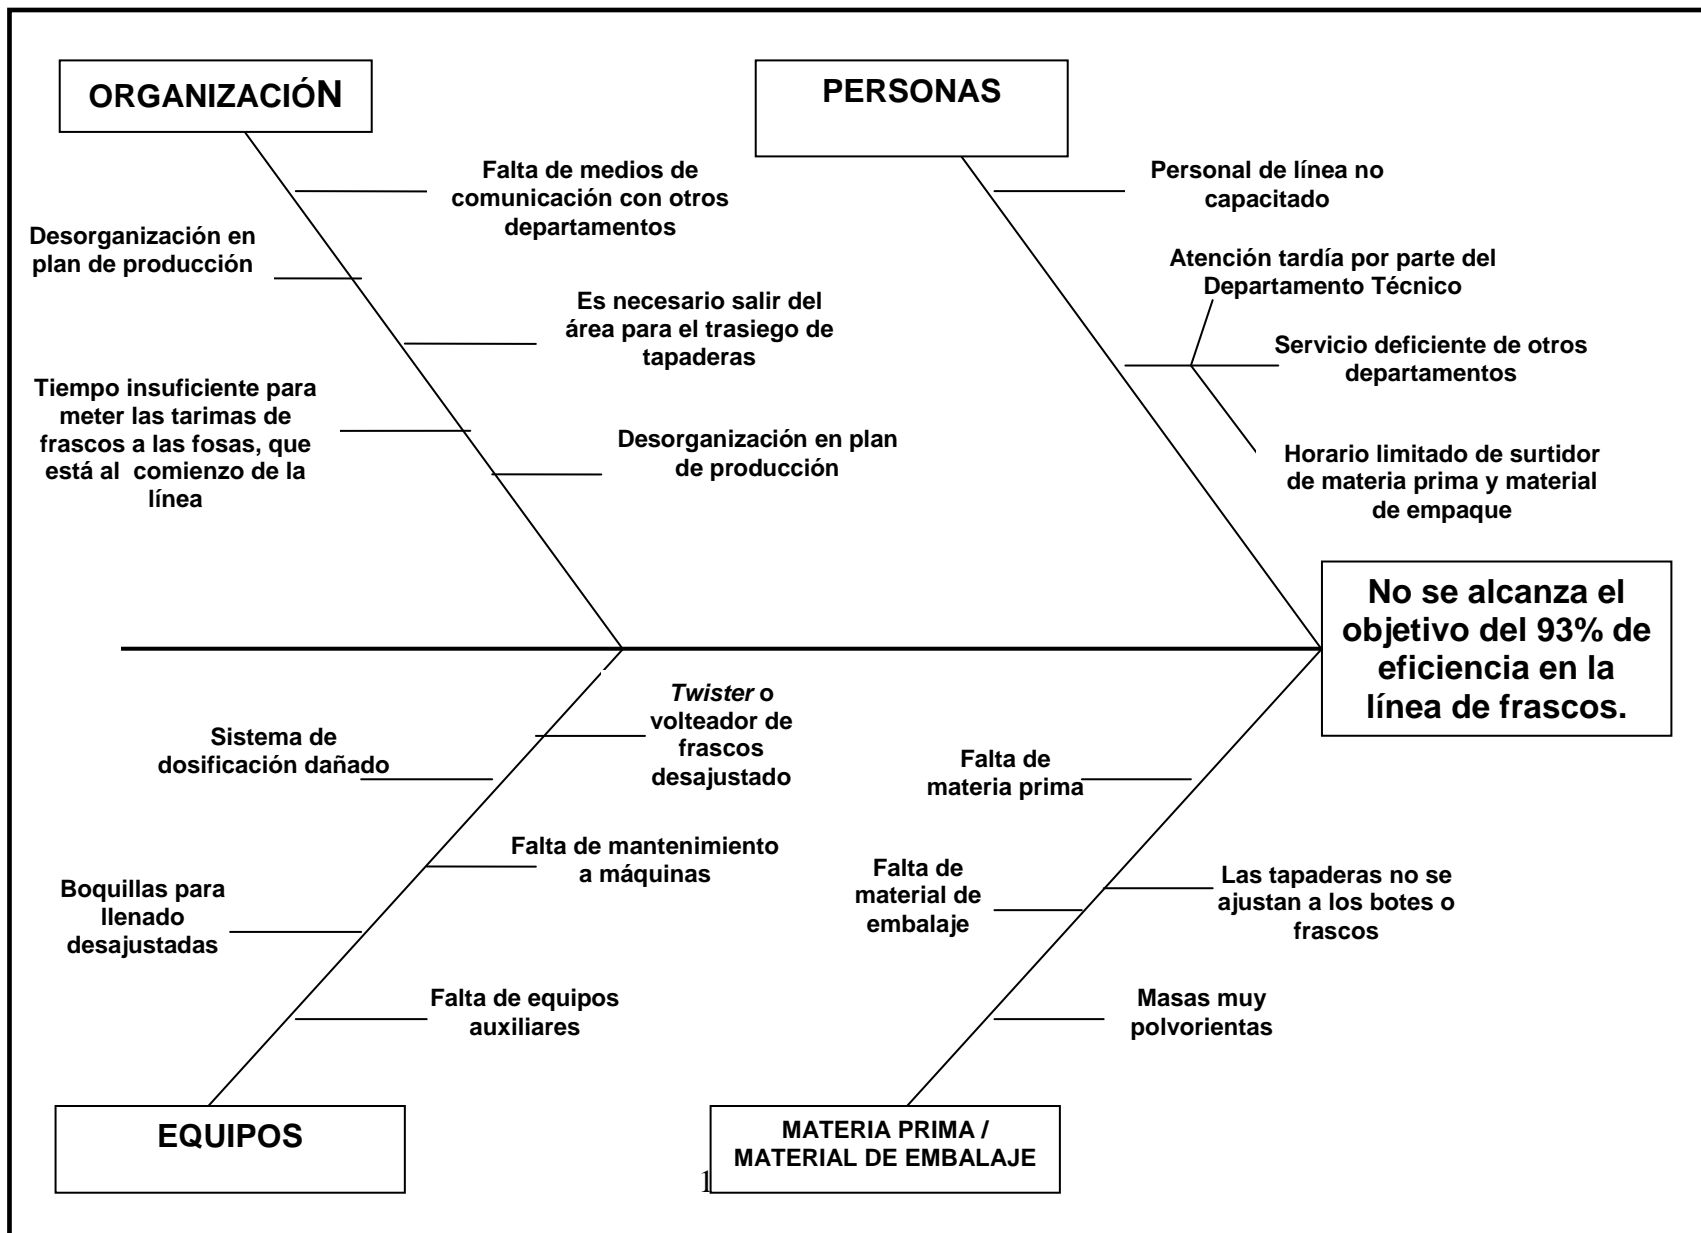 ORGANIZACIÓN
PERSONAS
Falta de medios de
comunicación con otros
departamentos
Desorganización en
plan de producción
Es necesario salir del
área para el trasiego de
tapaderas
Tiempo insuficiente para
meter las tarimas de
frascos a las fosas, que
está al  comienzo de la
línea
Desorganización en plan
de producción
Personal de línea no
capacitado
Atención tardía por parte del
Departamento Técnico
Servicio deficiente de otros
departamentos
Horario limitado de surtidor
de materia prima y material
de empaque
No se alcanza el
objetivo del 93% de
eficiencia en la
línea de frascos.
Twister o
volteador de
frascos
desajustado
Sistema de
dosificación dañado
Falta de mantenimiento
a máquinas
Boquillas para
llenado
desajustadas
Falta de equipos
auxiliares
Falta de
materia prima
Falta de
material de
embalaje
Las tapaderas no se
ajustan a los botes o
frascos
Masas muy
polvorientas
EQUIPOS
MATERIA PRIMA /
MATERIAL DE EMBALAJE
1